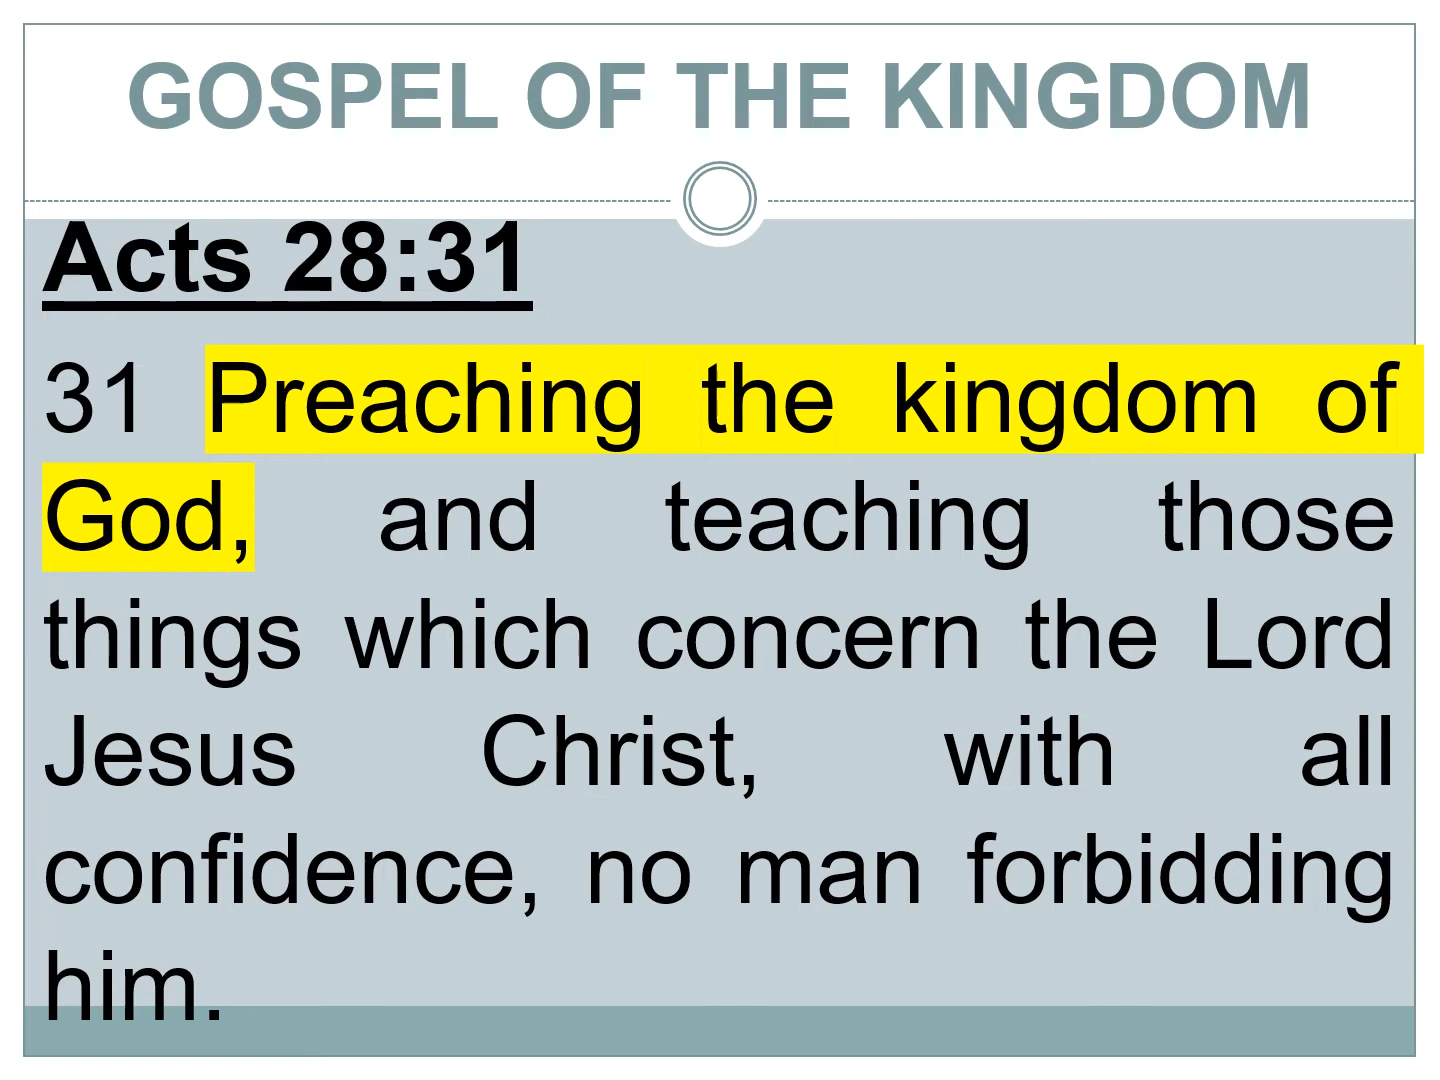 GOSPEL OF THE KINGDOM
Acts 28:31
31 Preaching the kingdom of
God, and teaching those
things which concern the Lord
Jesus Christ, with all
confidence, no man forbidding
him.